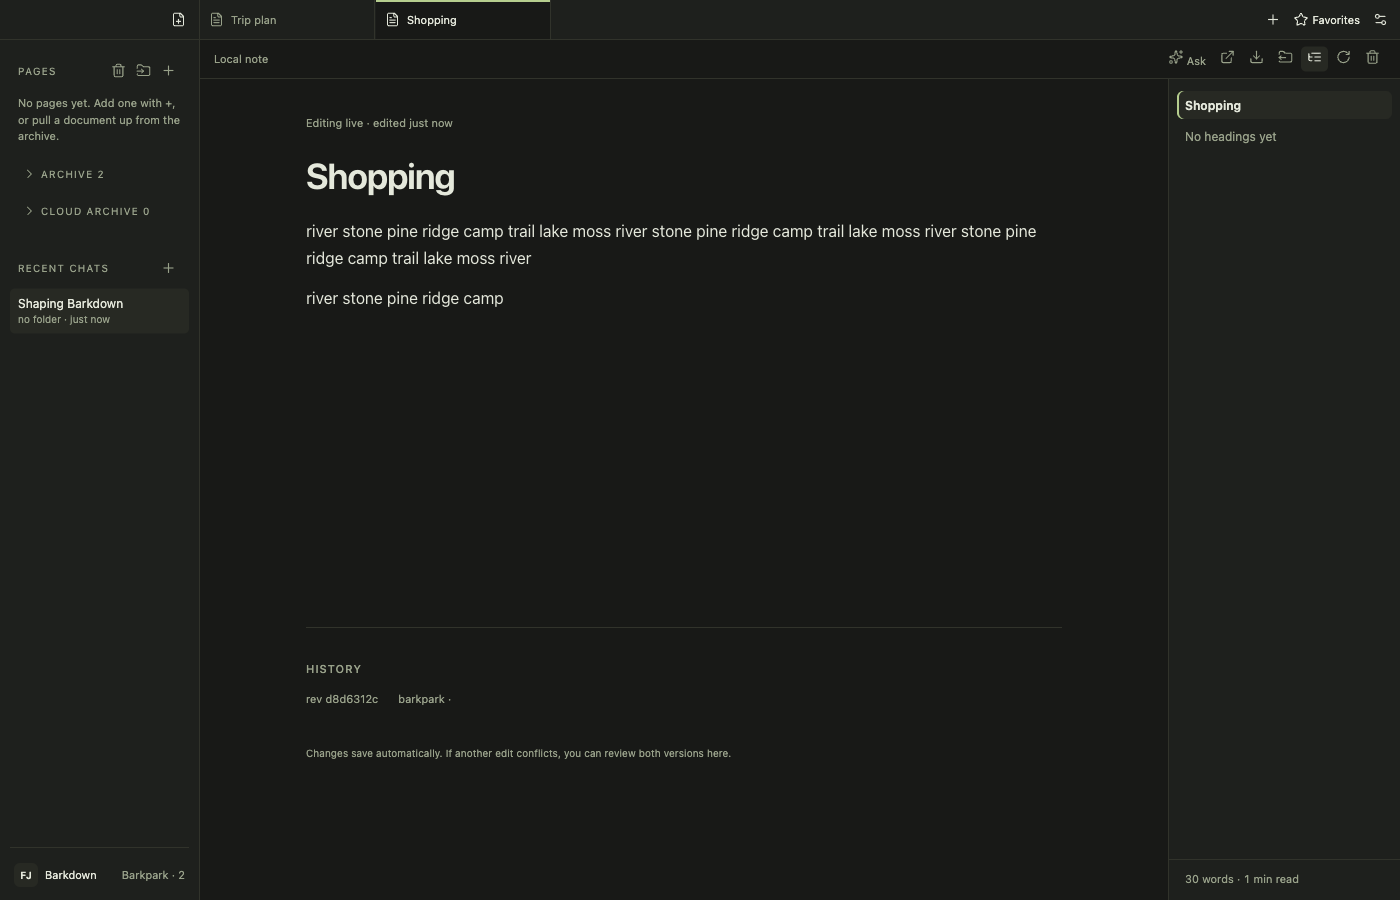 Trip plan
Shopping
Favorites
PAGES
No pages yet. Add one with +,
or pull a document up from the
archive.
ARCHIVE 2
CLOUD ARCHIVE 0
RECENT CHATS
Shaping Barkdown
no folder · just now
FJ Barkdown Barkpark · 2
Local note
Ask
Editing live · edited just now
Shopping
river stone pine ridge camp trail lake moss river stone pine ridge camp trail lake moss river stone pine
ridge camp trail lake moss river
river stone pine ridge camp
HISTORY
rev d8d6312c barkpark ·
Changes save automatically. If another edit conflicts, you can review both versions here.
Shopping
No headings yet
30 words · 1 min read